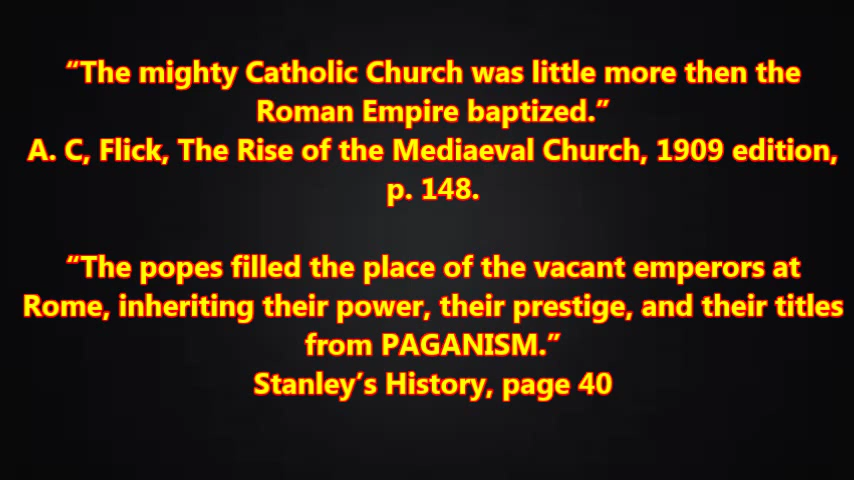 “The mighty Catholic Church was little more then the
Roman Empire baptized.”
A. C, Flick, The Rise of the Mediaeval Church, 1909 edition,
p. 148.
“The popes filled the place of the vacant emperors at
Rome, inheriting their power, their prestige, and their titles
from PAGANISM.”
Stanley’s History, page 40